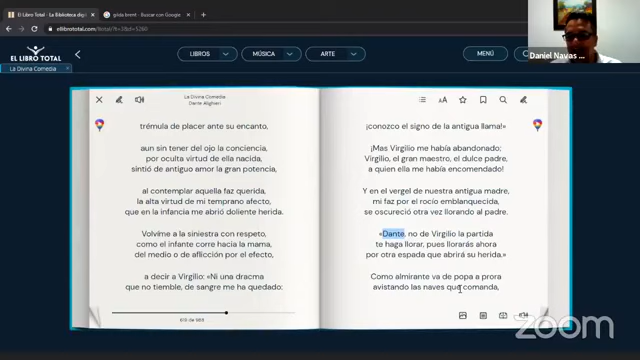 El Libro Total - La Biblioteca digi
gilda brent - Buscar con Google
ellibrototal.com/ltotal/?t=3&d=5260
EL LIBRO TOTAL
LIBROS
MÚSICA
ARTE
MENÚ
La Divina Comedia
Daniel Navas
La Divina Comedia
Dante Alighieri
trémula de placer ante su encanto,
aun sin tener del ojo la conciencia,
por oculta virtud de ella nacida,
sintió de antiguo amor la gran potencia,
al contemplar aquella faz querida,
la alta virtud de mi temprano afecto,
que en la infancia me abrió doliente herida.
Volvíme a la siniestra con respeto,
como el infante corre hacia la mama,
del medio o de aflicción por el efecto,
a decir a Virgilio: «Ni una dracma
que no tiemble, de sangre me ha quedado:
619 de 988
¡conozco el signo de la antigua llama!»
¡Mas Virgilio me había abandonado;
Virgilio, el gran maestro, el dulce padre,
a quien ella me había encomendado!
Y en el vergel de nuestra antigua madre,
mi faz por el rocío emblanquecida,
se oscureció otra vez llorando al padre.
«Dante, no de Virgilio la partida
te haga llorar, pues llorarás ahora
por otra espada que abrirá su herida.»
Como almirante va de popa a prora
avistando las naves que comanda,
zoom